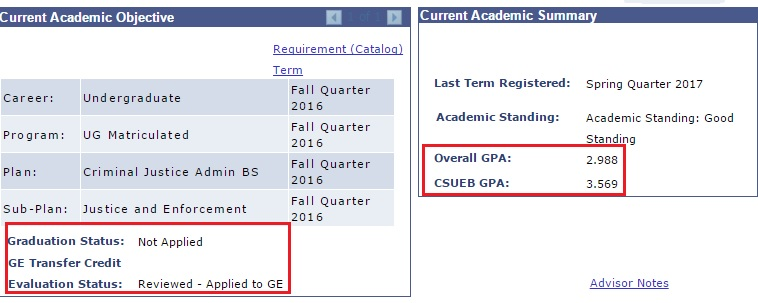 Current Academic Objective
1 of 1
Requirement (Catalog)
Term
Career: Undergraduate Fall Quarter
2016
Program: UG Matriculated Fall Quarter
2016
Plan: Criminal Justice Admin BS Fall Quarter
2016
Sub-Plan: Justice and Enforcement Fall Quarter
2016
Graduation Status: Not Applied
GE Transfer Credit
Evaluation Status: Reviewed - Applied to GE
Current Academic Summary
Last Term Registered: Spring Quarter 2017
Academic Standing: Academic Standing: Good
Standing
Overall GPA: 2.988
CSUEB GPA: 3.569
Advisor Notes